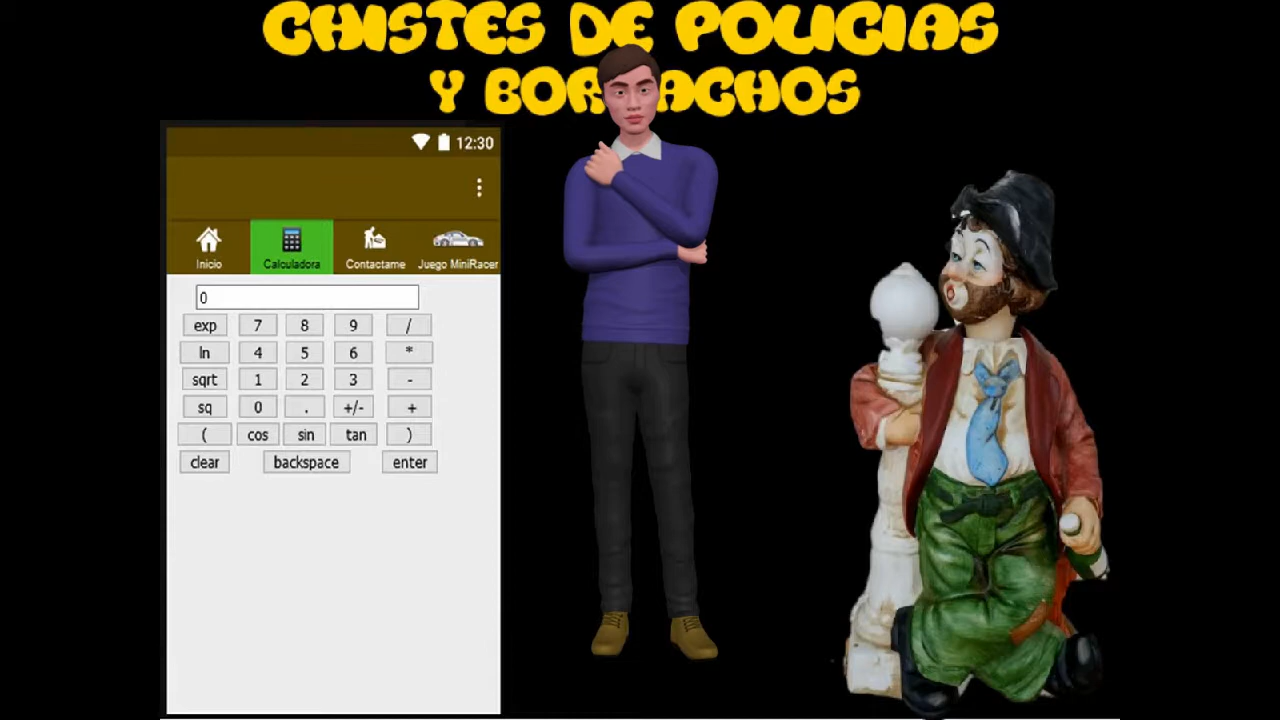 CHISTES DE POLICIAS
Y BORRACHOS
12:30
Inicio
Calculadora
Contactame
Juego MiniRacer
0
exp 7 8 9 /
ln 4 5 6 *
sqrt 1 2 3 -
sq 0 . +/- +
( cos sin tan )
clear backspace enter